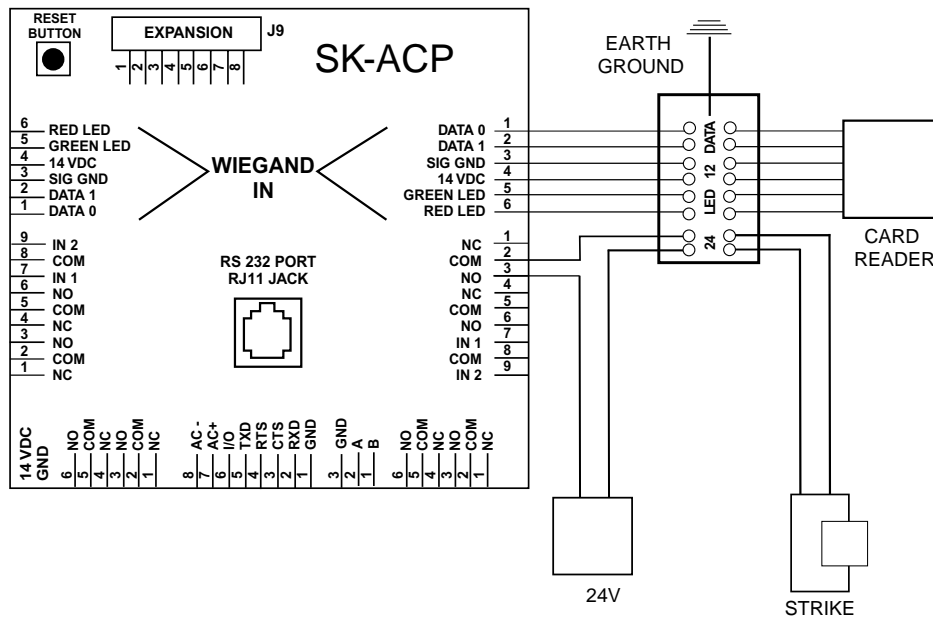 RESET
BUTTON
EXPANSION
J9
1 2 3 4 5 6 7 8
SK-ACP
EARTH
GROUND
6 RED LED
5 GREEN LED
4 14 VDC
3 SIG GND
2 DATA 1
1 DATA 0
WIEGAND
IN
DATA 0 1
DATA 1 2
SIG GND 3
14 VDC 4
GREEN LED 5
RED LED 6
DATA
12
LED
24
CARD
READER
9 IN 2
8 COM
7 IN 1
6 NO
5 COM
4 NC
3 NO
2 COM
1 NC
RS 232 PORT
RJ11 JACK
NC 1
COM 2
NO 3
NC 4
COM 5
NO 6
IN 1 7
COM 8
IN 2 9
14 VDC
GND
6 NO
5 COM
4 NC
3 NO
2 COM
1 NC
8 AC -
7 AC+
6 I/O
5 TXD
4 RTS
3 CTS
2 RXD
1 GND
3 GND
2 A
1 B
6 NO
5 COM
4 NC
3 NO
2 COM
1 NC
24V
STRIKE